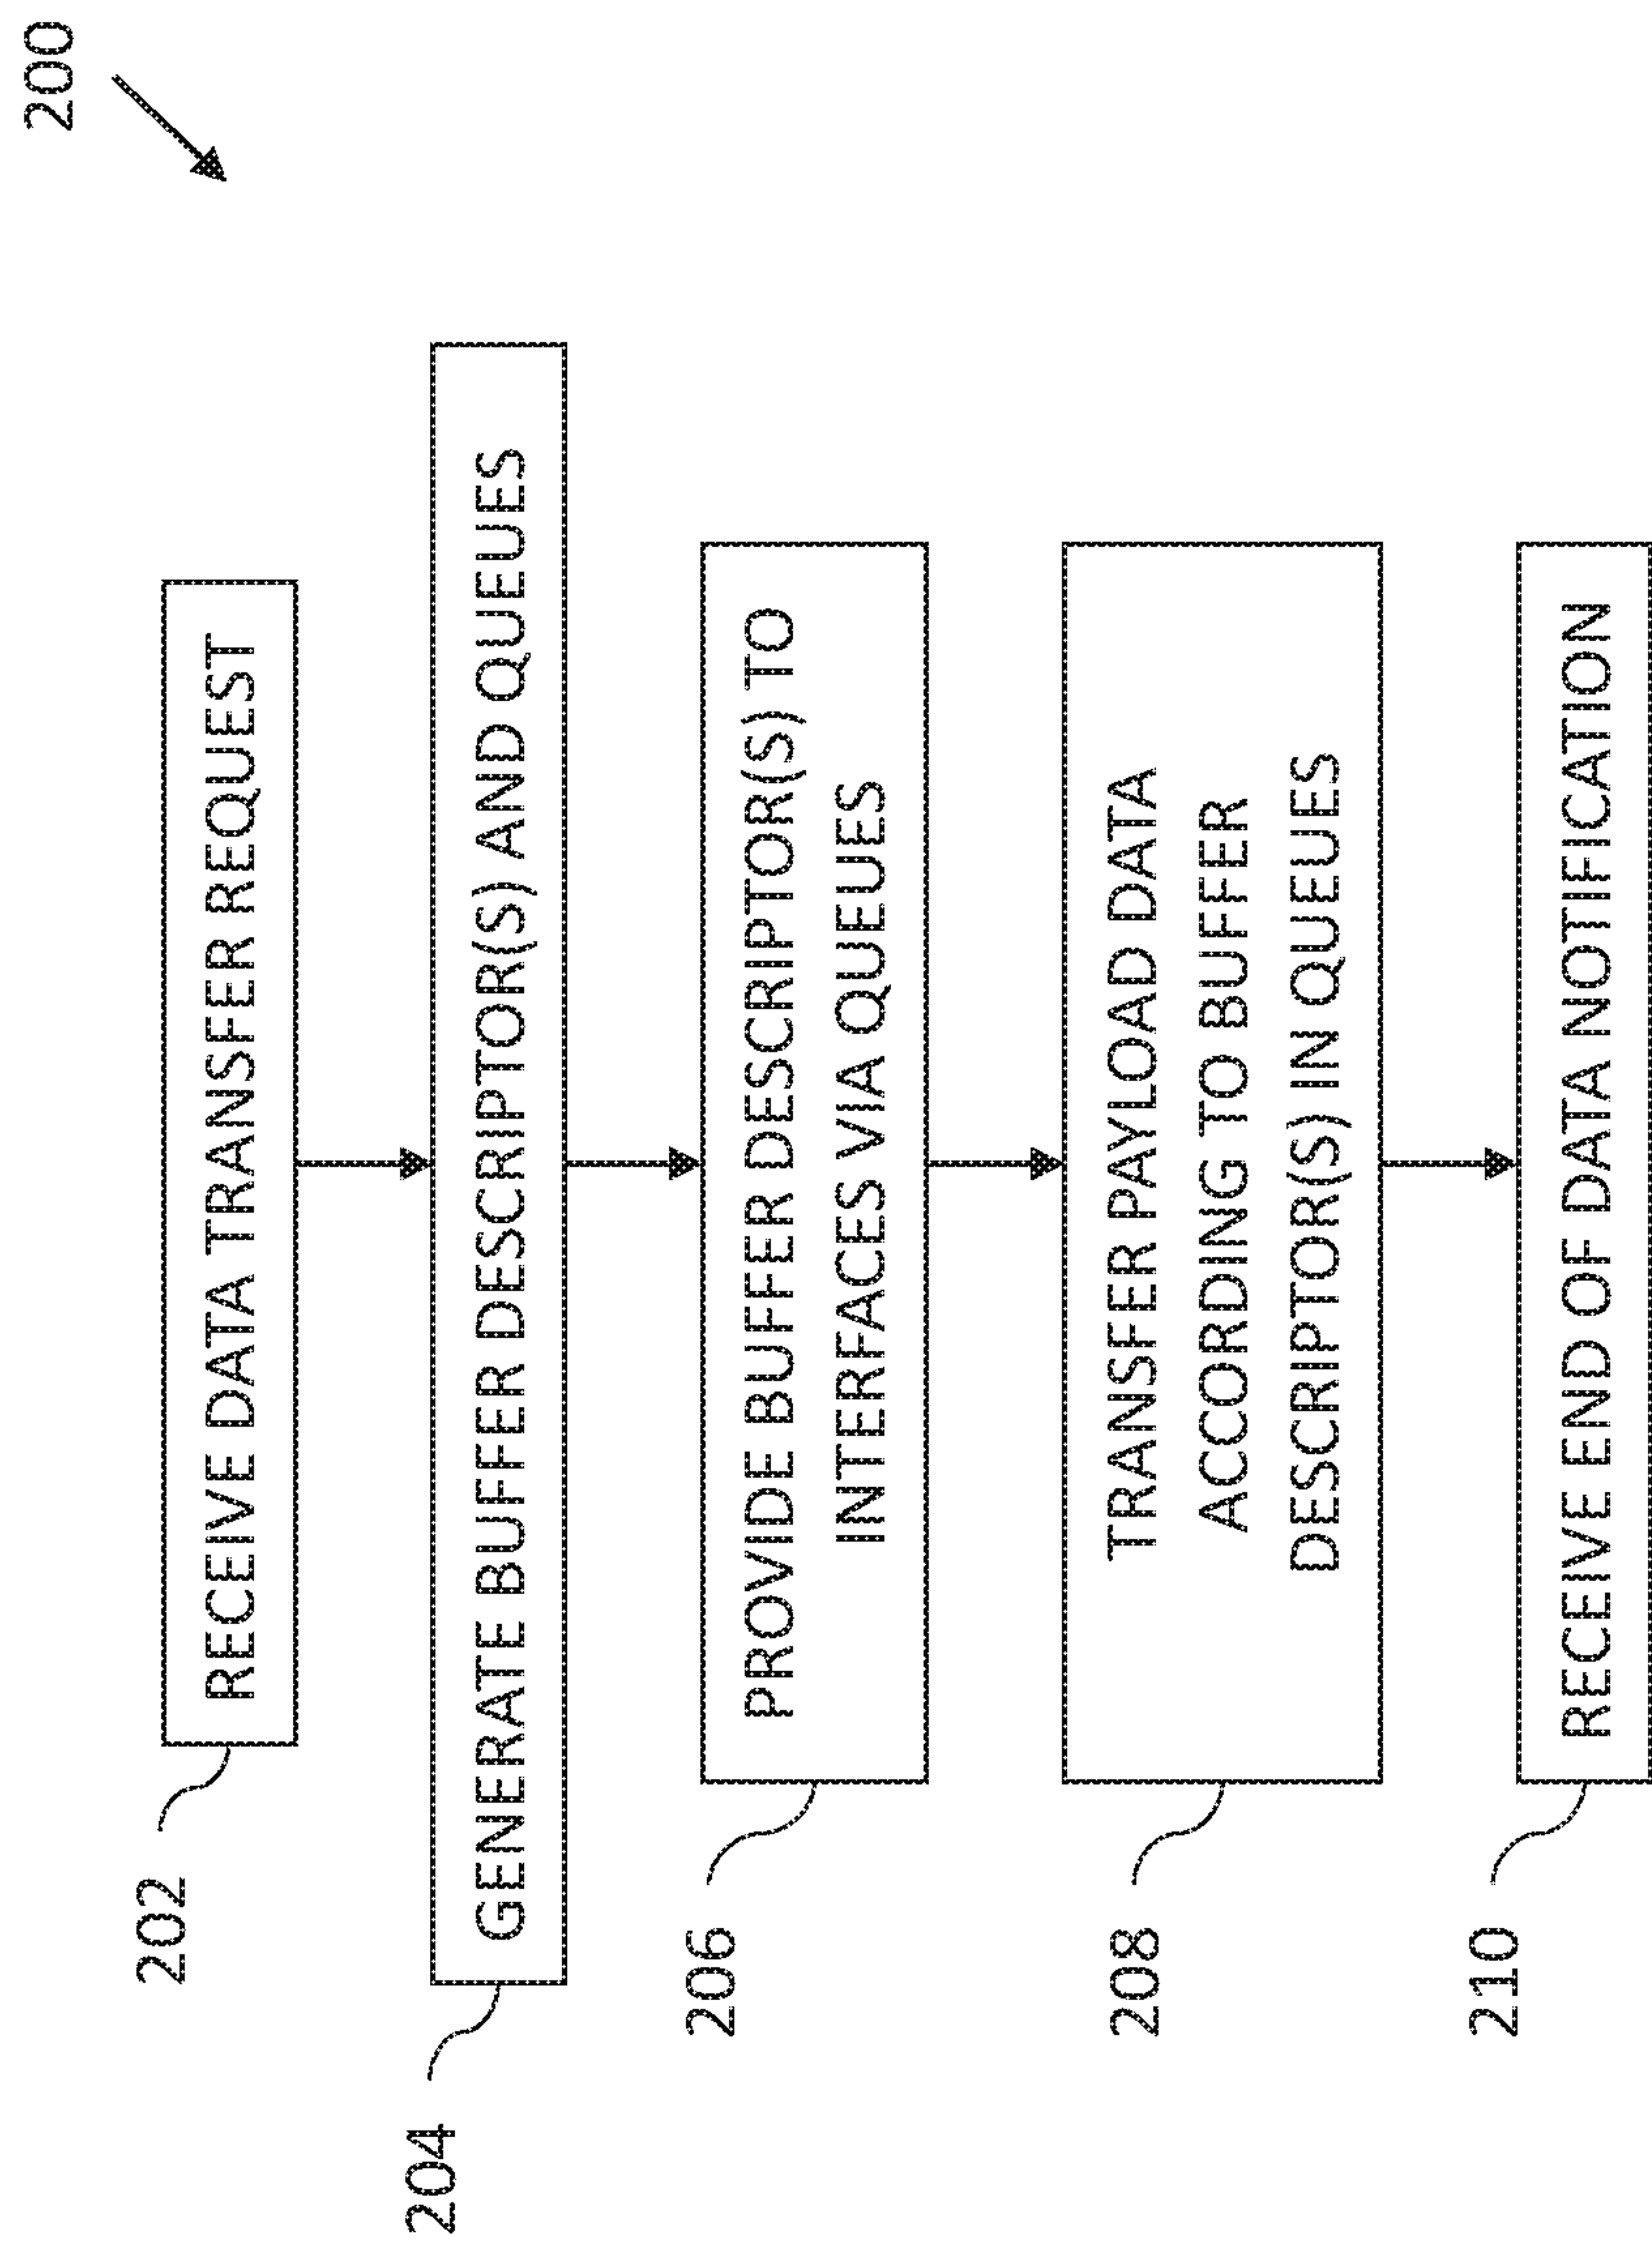 200
202
RECEIVE DATA TRANSFER REQUEST
204
GENERATE BUFFER DESCRIPTOR(S) AND QUEUES
206
PROVIDE BUFFER DESCRIPTOR(S) TO
INTERFACES VIA QUEUES
208
TRANSFER PAYLOAD DATA
ACCORDING TO BUFFER
DESCRIPTOR(S) IN QUEUES
210
RECEIVE END OF DATA NOTIFICATION